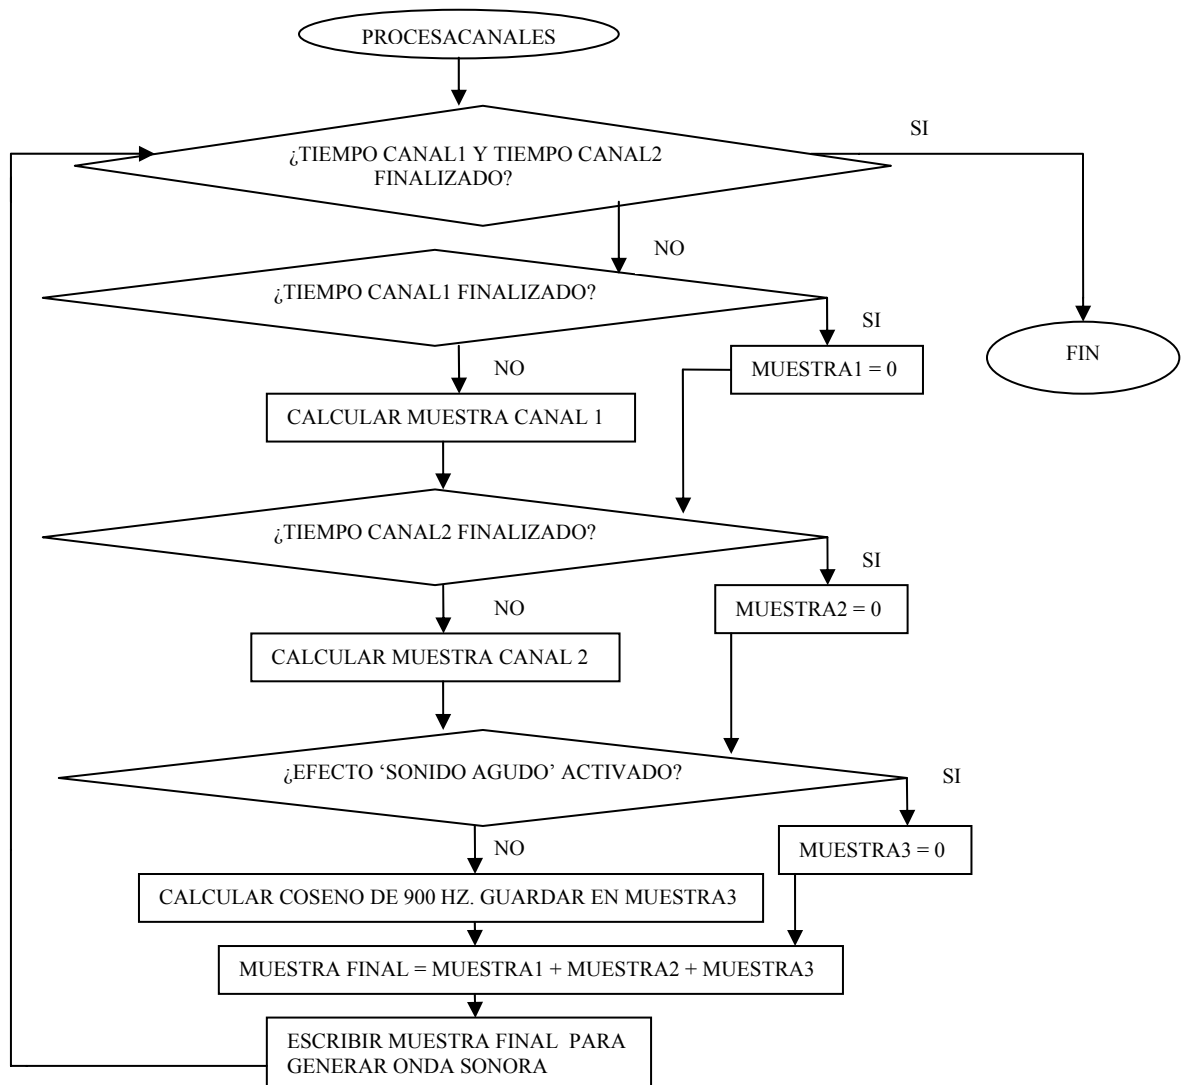 PROCESACANALES
SI
¿TIEMPO CANAL1 Y TIEMPO CANAL2
FINALIZADO?
NO
¿TIEMPO CANAL1 FINALIZADO?
SI
FIN
MUESTRA1 = 0
NO
CALCULAR MUESTRA CANAL 1
¿TIEMPO CANAL2 FINALIZADO?
SI
NO
MUESTRA2 = 0
CALCULAR MUESTRA CANAL 2
¿EFECTO ‘SONIDO AGUDO’ ACTIVADO?
SI
NO
MUESTRA3 = 0
CALCULAR COSENO DE 900 HZ. GUARDAR EN MUESTRA3
MUESTRA FINAL = MUESTRA1 + MUESTRA2 + MUESTRA3
ESCRIBIR MUESTRA FINAL PARA
GENERAR ONDA SONORA